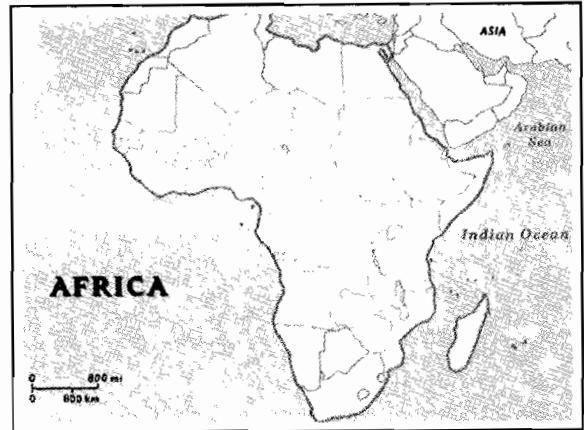 ASIA
Arabian
Sea
Indian Ocean
AFRICA
0 800 mi
0 800 km